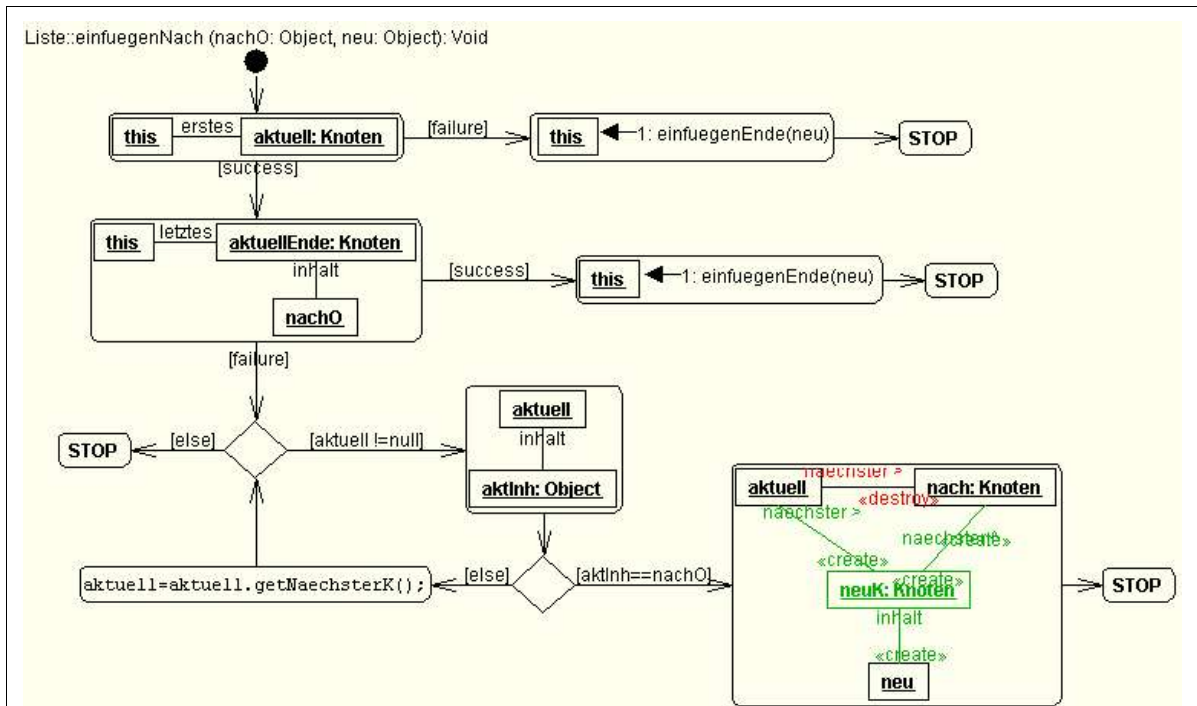 Liste::einfuegenNach (nachO: Object, neu: Object): Void
this erstes aktuell: Knoten [failure] this 1: einfuegenEnde(neu) STOP
[success]
this letztes aktuellEnde: Knoten
inhalt [success] this 1: einfuegenEnde(neu) STOP
nachO
[failure]
aktuell
STOP [else] [aktuell !=null] inhalt
aktInh: Object
naechster >
aktuell nach: Knoten
«destroy»
naechster >
naechster^
«create»
«create»
aktuell=aktuell.getNaechsterK(); [else] [aktInh==nachO] «create» STOP
neuK: Knoten
inhalt
«create»
neu